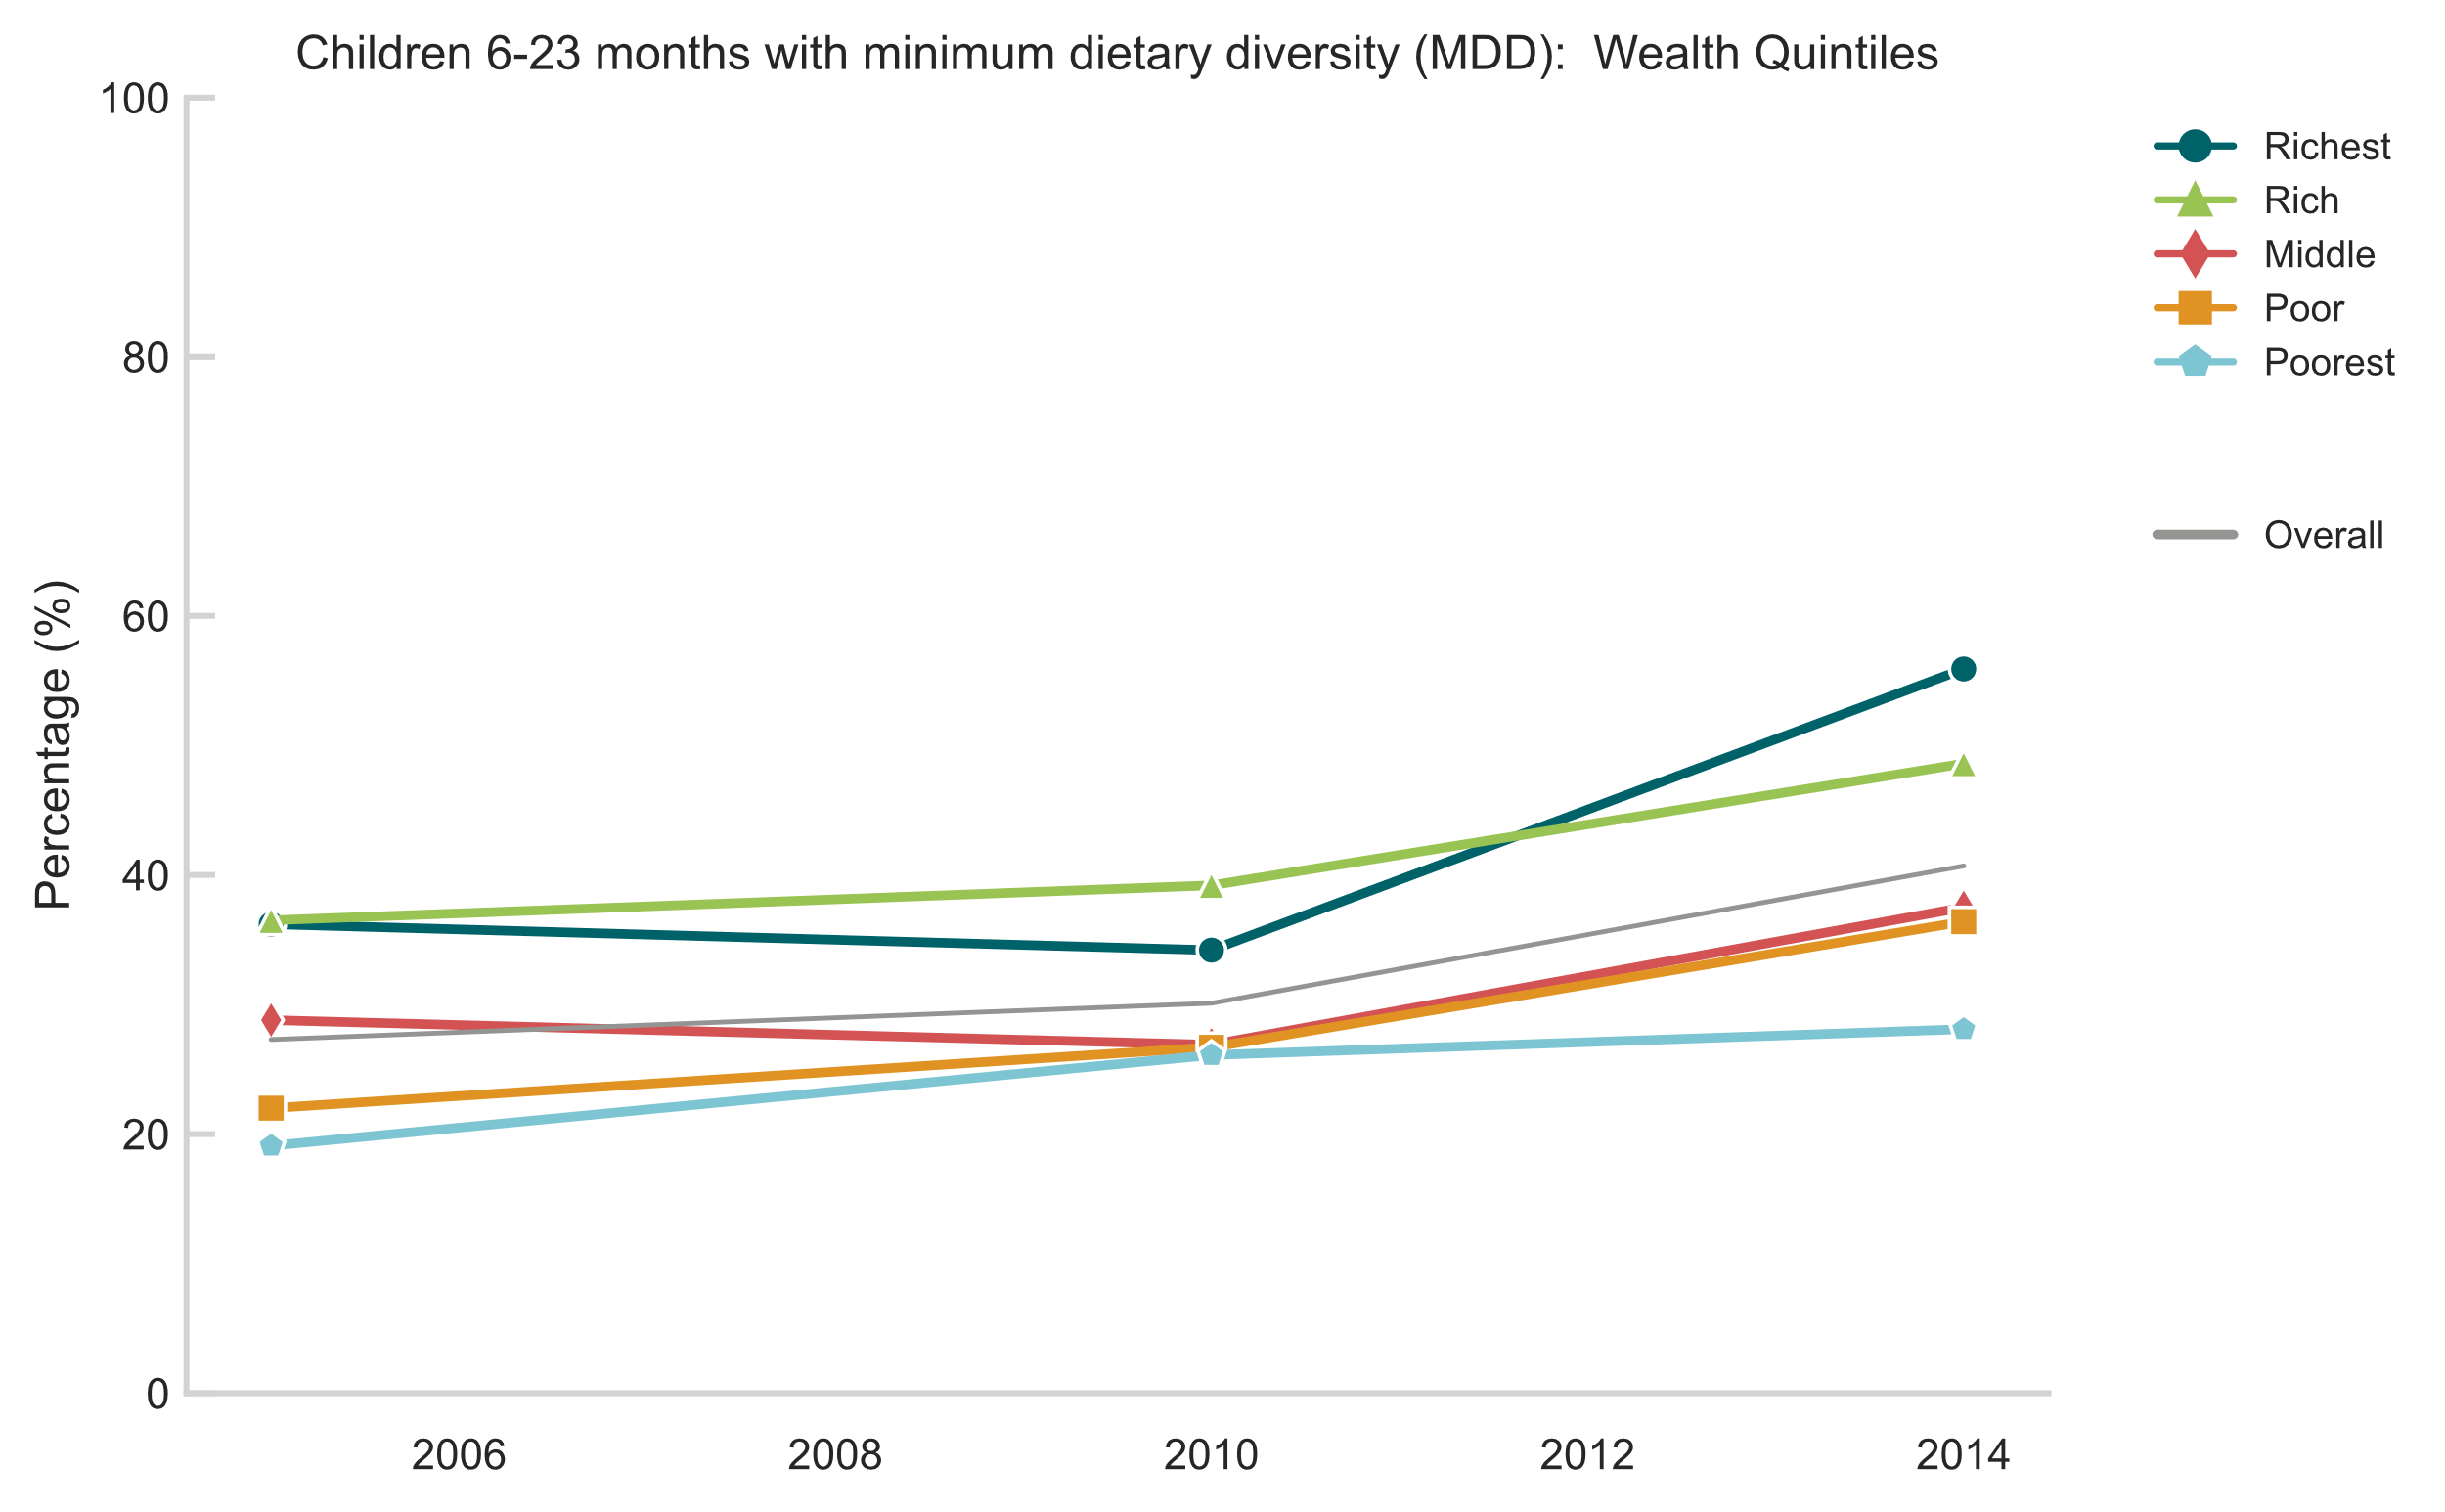 Children 6-23 months with minimum dietary diversity (MDD):  Wealth Quintiles
100
80
60
40
20
0
Percentage (%)
2006 2008 2010 2012 2014
Richest
Rich
Middle
Poor
Poorest
Overall